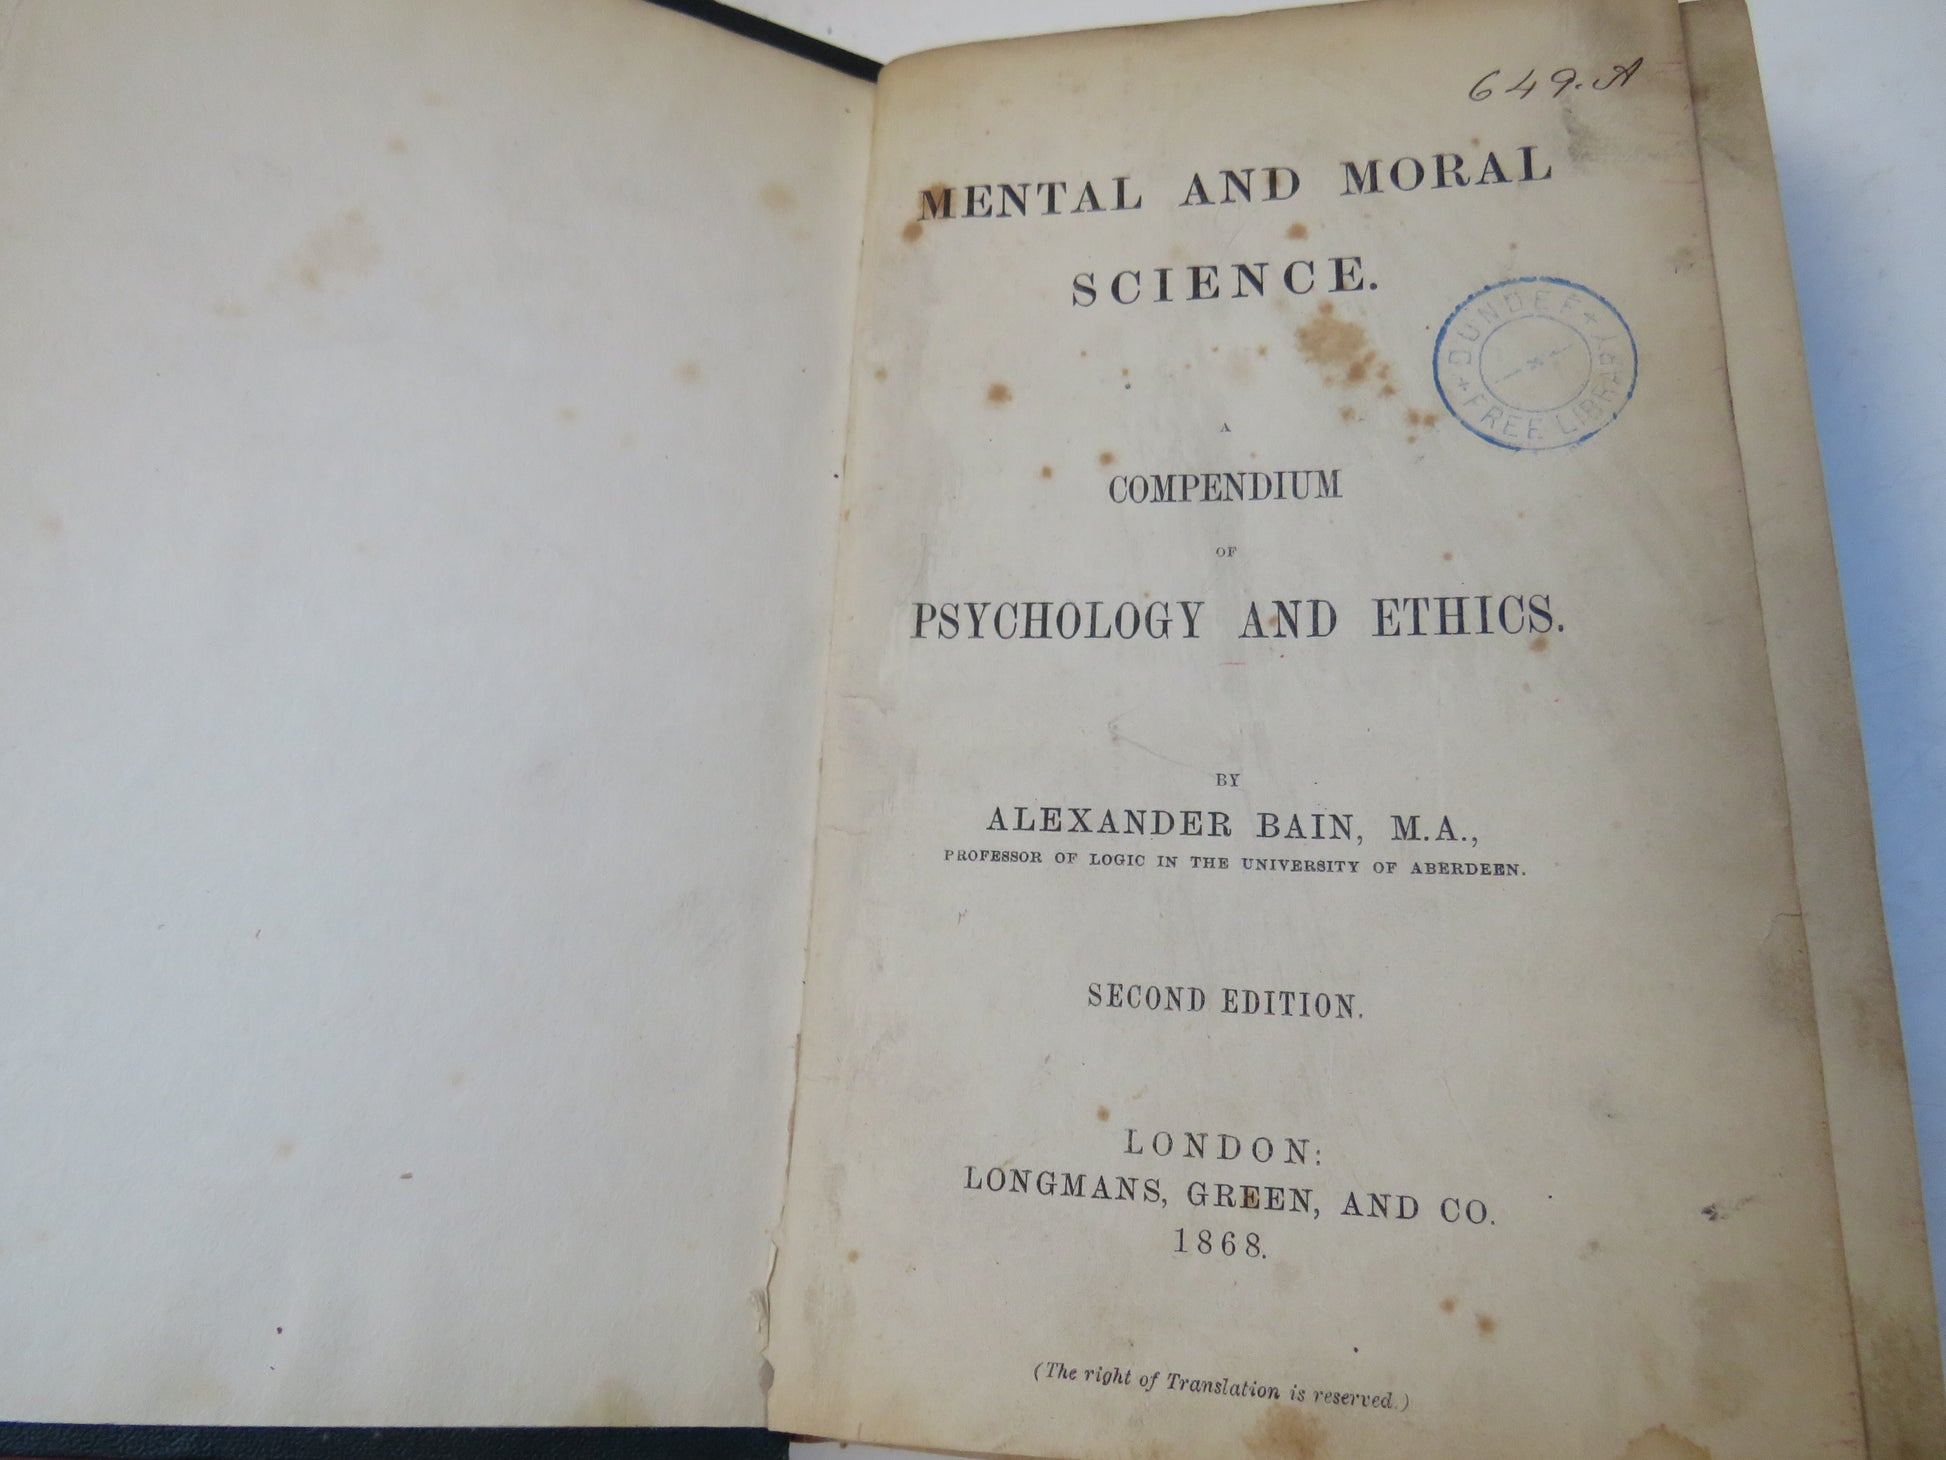 649. A
MENTAL AND MORAL
SCIENCE.
DUNDEE
FREE LIBRARY
A
COMPENDIUM
OF
PSYCHOLOGY AND ETHICS.
BY
ALEXANDER BAIN, M.A.,
PROFESSOR OF LOGIC IN THE UNIVERSITY OF ABERDEEN.
SECOND EDITION.
LONDON:
LONGMANS, GREEN, AND CO.
1868.
(The right of Translation is reserved.)